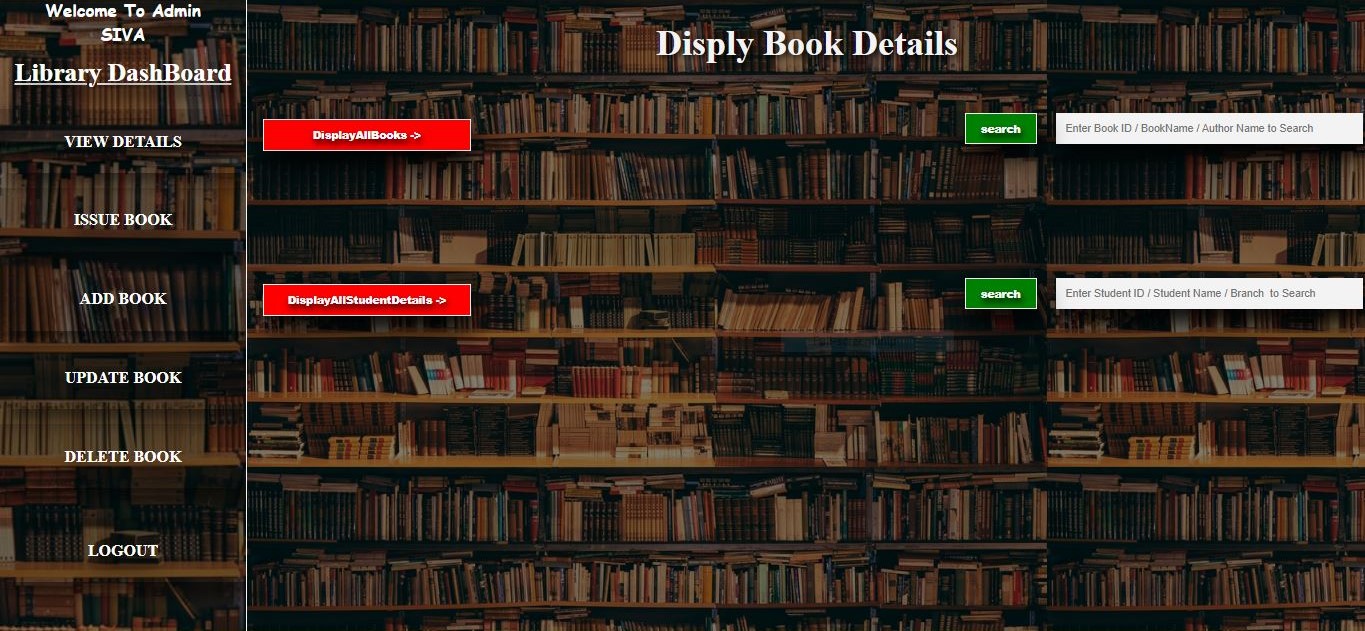 Welcome To Admin
SIVA
Library DashBoard
VIEW DETAILS
ISSUE BOOK
ADD BOOK
UPDATE BOOK
DELETE BOOK
LOGOUT
Disply Book Details
DisplayAllBooks ->
search
Enter Book ID / BookName / Author Name to Search
DisplayAllStudentDetails ->
search
Enter Student ID / Student Name / Branch  to Search